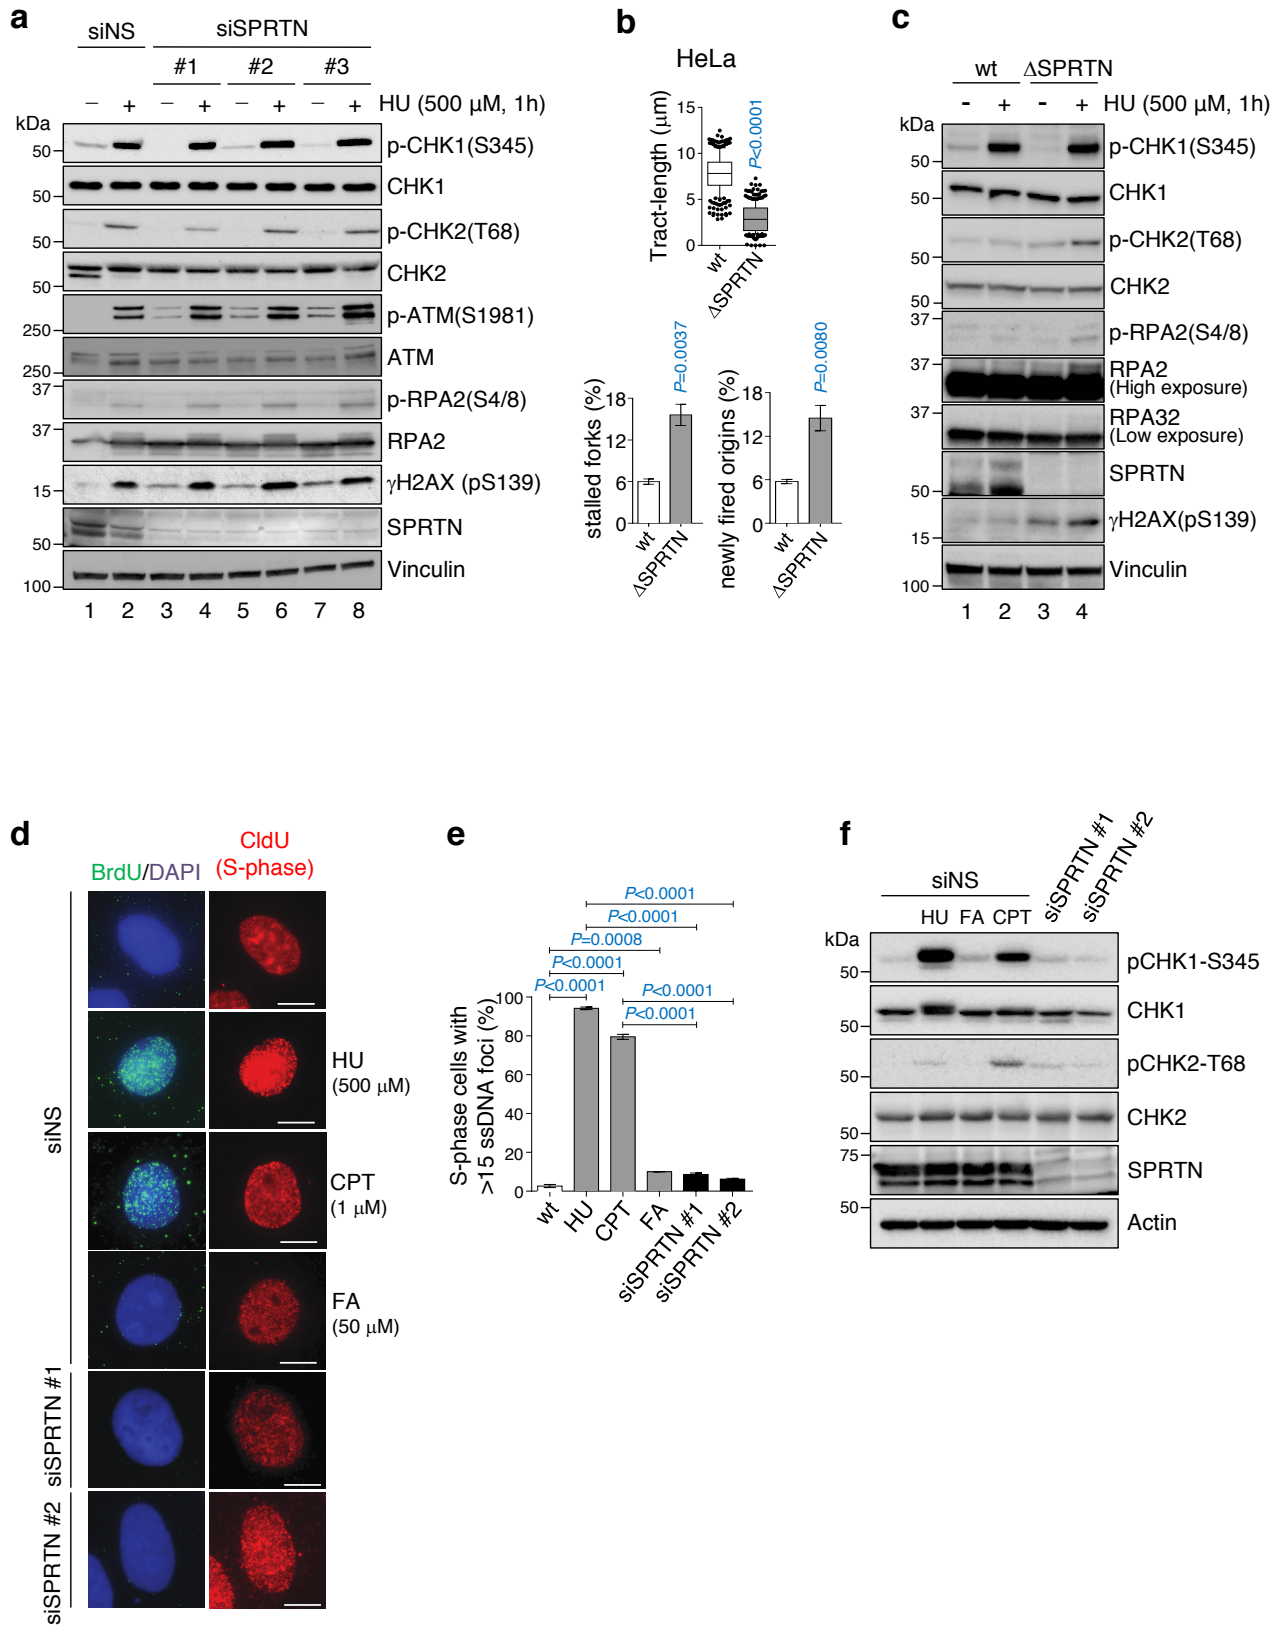 a
siNS
siSPRTN
#1 #2 #3
– + – + – + – + HU (500 μM, 1h)
kDa
50 p-CHK1(S345)
50 CHK1
50 p-CHK2(T68)
50 CHK2
250 p-ATM(S1981)
250 ATM
37 p-RPA2(S4/8)
37 RPA2
15 γH2AX (pS139)
50 SPRTN
100 Vinculin
1 2 3 4 5 6 7 8
b
HeLa
Tract-length (μm)
15
10
5
0
P<0.0001
wt
ΔSPRTN
stalled forks (%)
18
12
6
0
P=0.0037
wt
ΔSPRTN
newly fired origins (%)
18
12
6
0
P=0.0080
wt
ΔSPRTN
c
wt ΔSPRTN
- + - + HU (500 μM, 1h)
kDa
50 p-CHK1(S345)
50 CHK1
50 p-CHK2(T68)
50 CHK2
37 p-RPA2(S4/8)
37 RPA2
(High exposure)
37 RPA32
(Low exposure)
50 SPRTN
15 γH2AX(pS139)
100 Vinculin
1 2 3 4
d
BrdU/DAPI
CldU
(S-phase)
siNS
HU
(500 μM)
CPT
(1 μM)
FA
(50 μM)
siSPRTN #1
siSPRTN #2
e
P<0.0001
P<0.0001
P=0.0008
P<0.0001
P<0.0001
P<0.0001
P<0.0001
S-phase cells with
>15 ssDNA foci (%)
100
80
60
40
20
0
wt
HU
CPT
FA
siSPRTN #1
siSPRTN #2
f
siNS
siSPRTN #1
siSPRTN #2
HU FA CPT
kDa
50 pCHK1-S345
50 CHK1
50 pCHK2-T68
50 CHK2
75 SPRTN
50 Actin